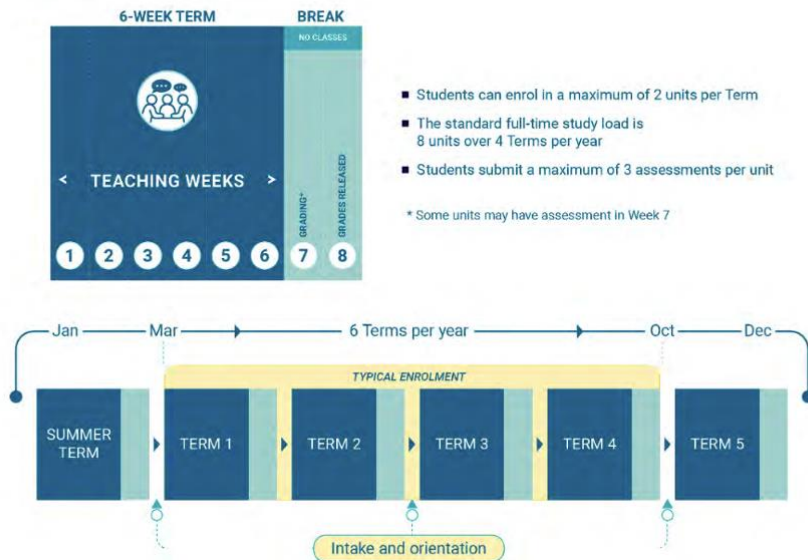 6-WEEK TERM
BREAK
NO CLASSES
< TEACHING WEEKS >
GRADING*
GRADES RELEASED
1 2 3 4 5 6 7 8
▪ Students can enrol in a maximum of 2 units per Term
▪ The standard full-time study load is
8 units over 4 Terms per year
▪ Students submit a maximum of 3 assessments per unit
* Some units may have assessment in Week 7
Jan Mar 6 Terms per year Oct Dec
TYPICAL ENROLMENT
SUMMER
TERM
TERM 1
TERM 2
TERM 3
TERM 4
TERM 5
Intake and orientation